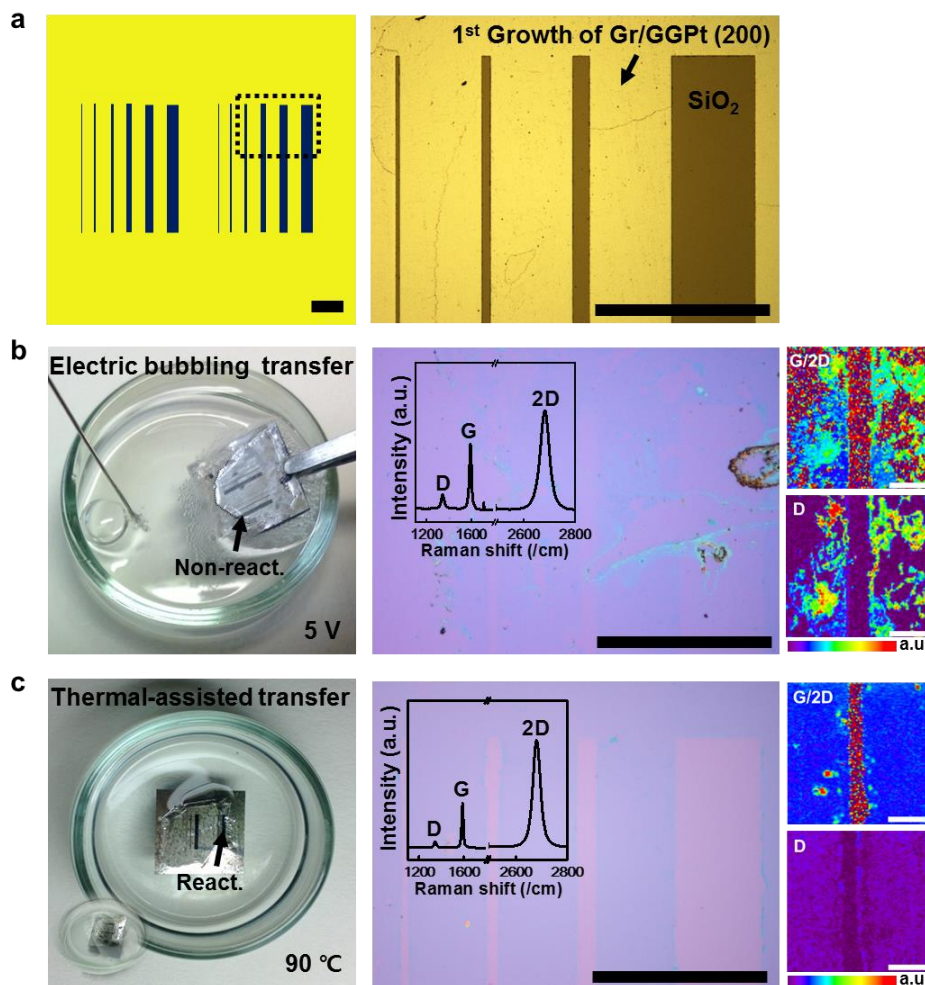 a
1st Growth of Gr/GGPt (200)
SiO2
b
Electric bubbling transfer
Non-react.
5 V
Intensity (a.u.)
D
G
2D
1200 1600 2600 2800
Raman shift (/cm)
G/2D
D
a.u
c
Thermal-assisted transfer
React.
90 ℃
Intensity (a.u.)
D
G
2D
1200 1600 2600 2800
Raman shift (/cm)
G/2D
D
a.u